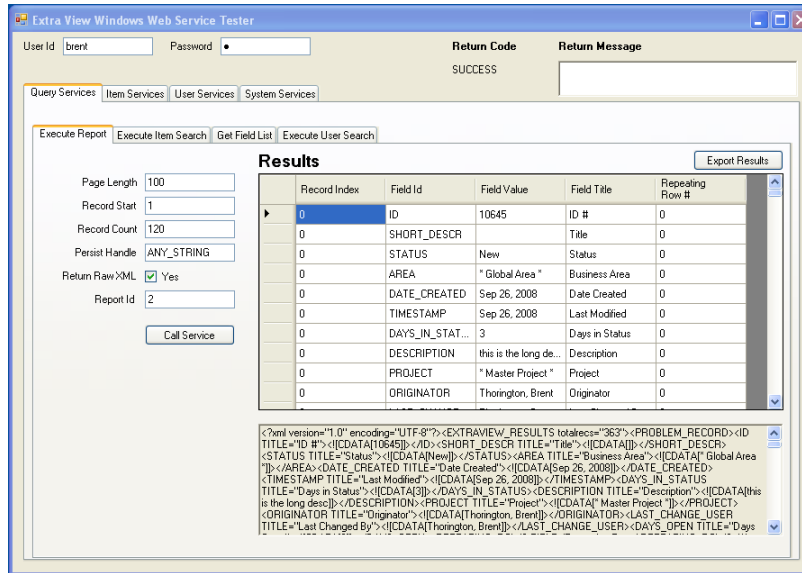 Extra View Windows Web Service Tester
User Id brent Password Return Code Return Message
SUCCESS
Query Services Item Services User Services System Services
Execute Report Execute Item Search Get Field List Execute User Search
Results Export Results
Page Length 100
Record Start 1
Record Count 120
Persist Handle ANY_STRING
Return Raw XML Yes
Report Id 2
Call Service
Record Index Field Id Field Value Field Title Repeating Row #
0 ID 10645 ID # 0
0 SHORT_DESCR Title 0
0 STATUS New Status 0
0 AREA * Global Area * Business Area 0
0 DATE_CREATED Sep 26, 2008 Date Created 0
0 TIMESTAMP Sep 26, 2008 Last Modified 0
0 DAYS_IN_STAT... 3 Days in Status 0
0 DESCRIPTION this is the long de... Description 0
0 PROJECT * Master Project * Project 0
0 ORIGINATOR Thorington, Brent Originator 0
<?xml version="1.0" encoding="UTF-8"?><EXTRAVIEW_RESULTS totalrecs="363"><PROBLEM_RECORD><ID
TITLE="ID #"><![CDATA[10645]]></ID><SHORT_DESCR TITLE="Title"><![CDATA[]]></SHORT_DESCR>
<STATUS TITLE="Status"><![CDATA[New]]></STATUS><AREA TITLE="Business Area"><![CDATA[* Global Area
*]]></AREA><DATE_CREATED TITLE="Date Created"><![CDATA[Sep 26, 2008]]></DATE_CREATED>
<TIMESTAMP TITLE="Last Modified"><![CDATA[Sep 26, 2008]]></TIMESTAMP><DAYS_IN_STATUS
TITLE="Days in Status"><![CDATA[3]]></DAYS_IN_STATUS><DESCRIPTION TITLE="Description"><![CDATA[this
is the long desc]]></DESCRIPTION><PROJECT TITLE="Project"><![CDATA[* Master Project *]]></PROJECT>
<ORIGINATOR TITLE="Originator"><![CDATA[Thorington, Brent]]></ORIGINATOR><LAST_CHANGE_USER
TITLE="Last Changed By"><![CDATA[Thorington, Brent]]></LAST_CHANGE_USER><DAYS_OPEN TITLE="Days